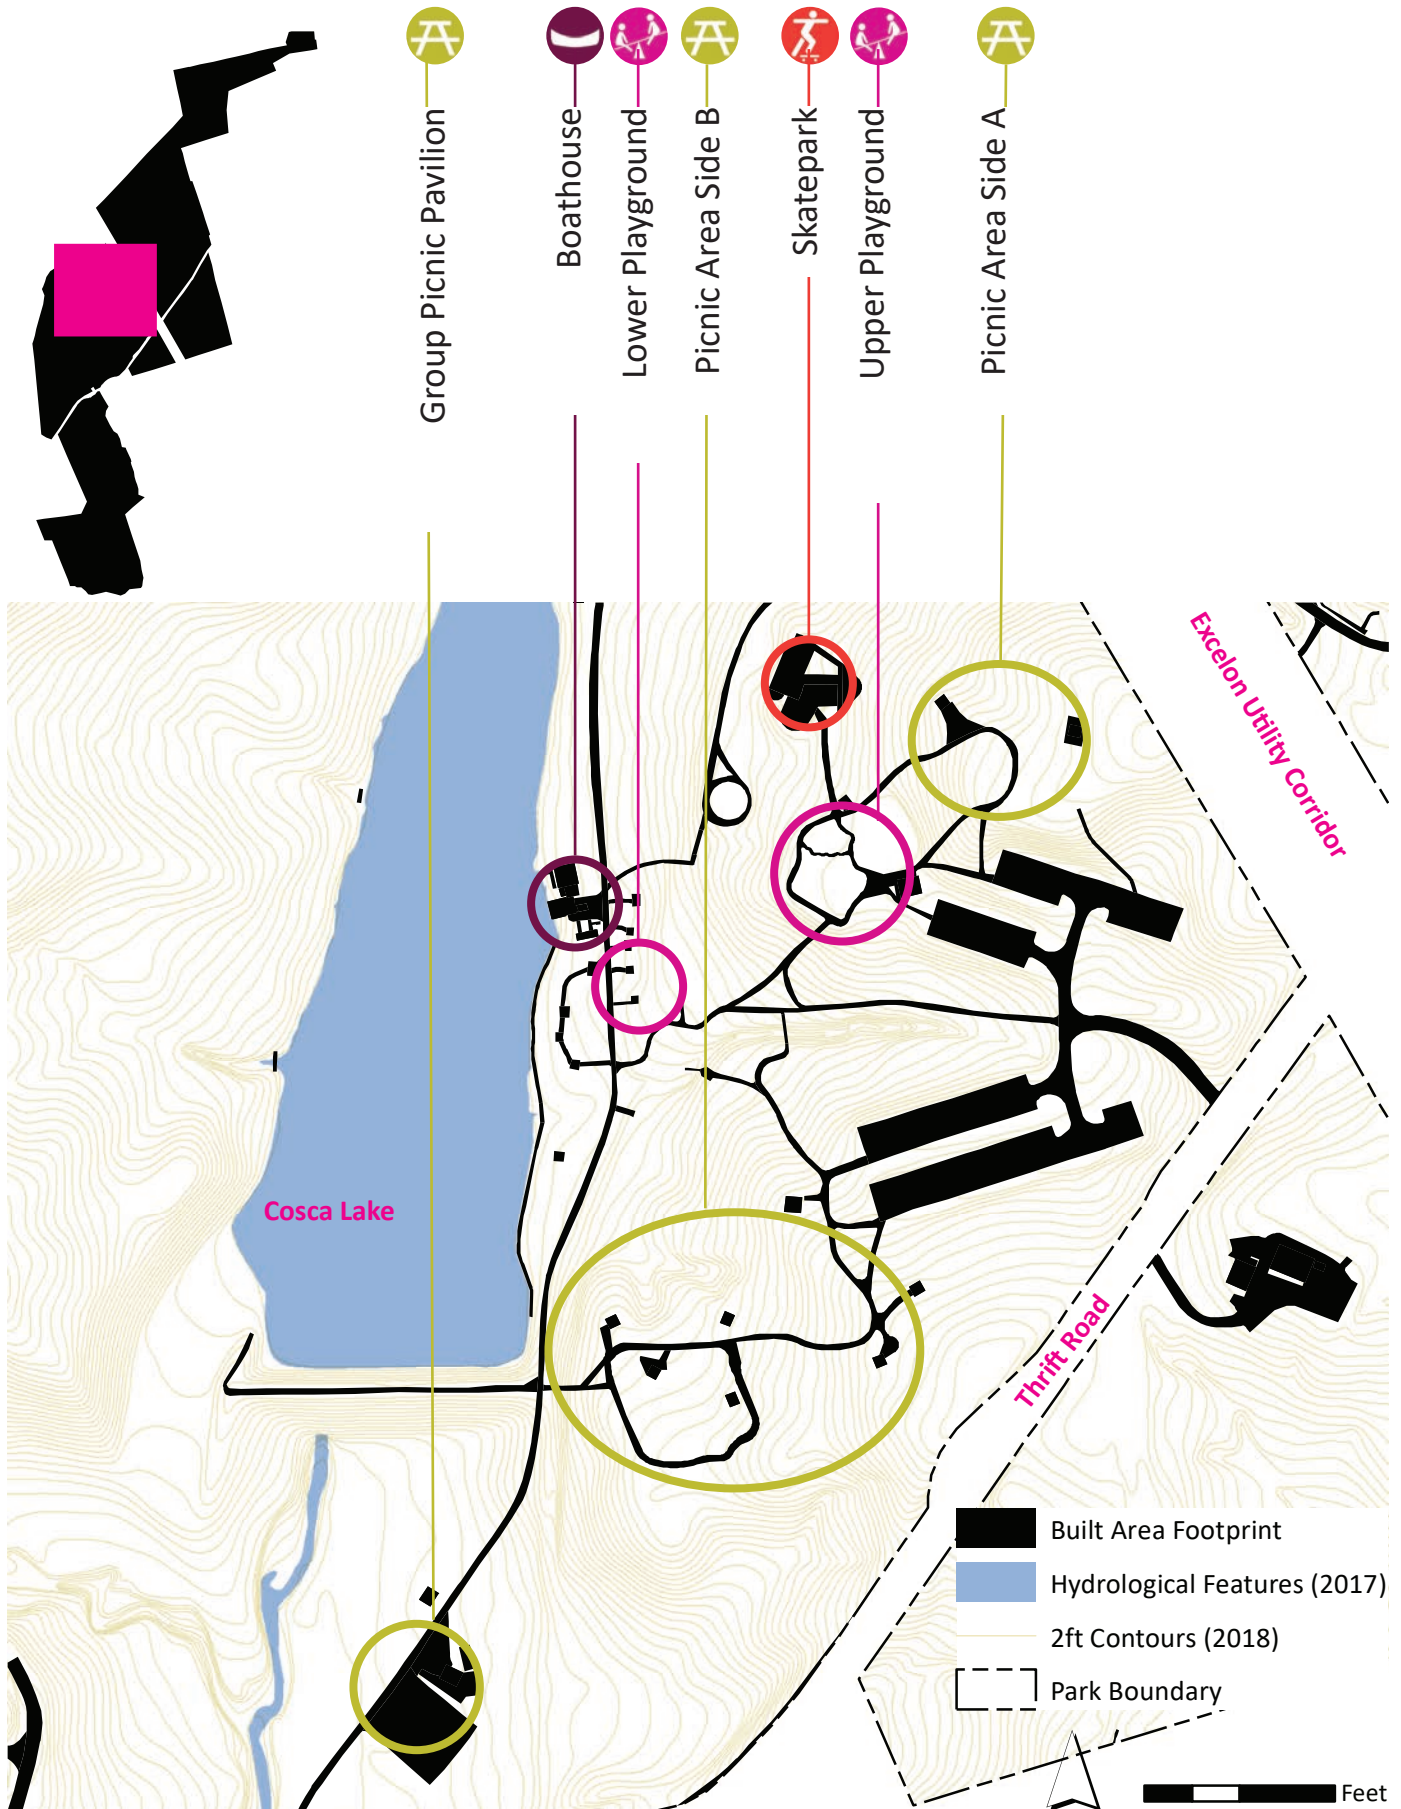 Group Picnic Pavilion
Boathouse
Lower Playground
Picnic Area Side B
Skatepark
Upper Playground
Picnic Area Side A
Excelon Utility Corridor
Cosca Lake
Thrift Road
Built Area Footprint
Hydrological Features (2017)
2ft Contours (2018)
Park Boundary
Feet